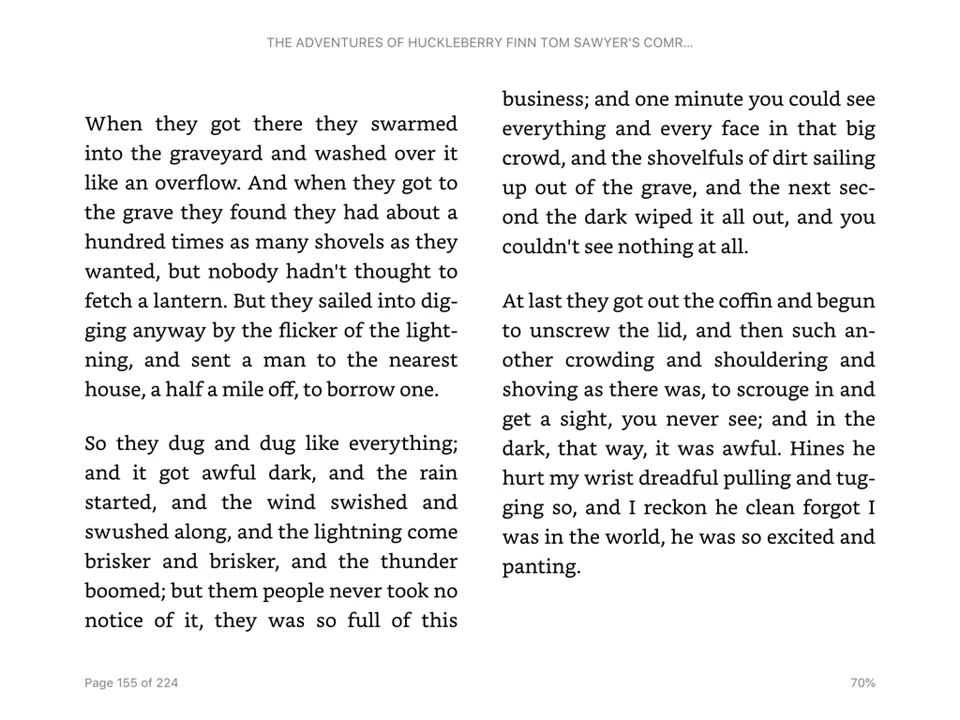 THE ADVENTURES OF HUCKLEBERRY FINN TOM SAWYER'S COMR...
When they got there they swarmed
into the graveyard and washed over it
like an overflow. And when they got to
the grave they found they had about a
hundred times as many shovels as they
wanted, but nobody hadn't thought to
fetch a lantern. But they sailed into dig-
ging anyway by the flicker of the light-
ning, and sent a man to the nearest
house, a half a mile off, to borrow one.
So they dug and dug like everything;
and it got awful dark, and the rain
started, and the wind swished and
swushed along, and the lightning come
brisker and brisker, and the thunder
boomed; but them people never took no
notice of it, they was so full of this
business; and one minute you could see
everything and every face in that big
crowd, and the shovelfuls of dirt sailing
up out of the grave, and the next sec-
ond the dark wiped it all out, and you
couldn't see nothing at all.
At last they got out the coffin and begun
to unscrew the lid, and then such an-
other crowding and shouldering and
shoving as there was, to scrouge in and
get a sight, you never see; and in the
dark, that way, it was awful. Hines he
hurt my wrist dreadful pulling and tug-
ging so, and I reckon he clean forgot I
was in the world, he was so excited and
panting.
Page 155 of 224
70%